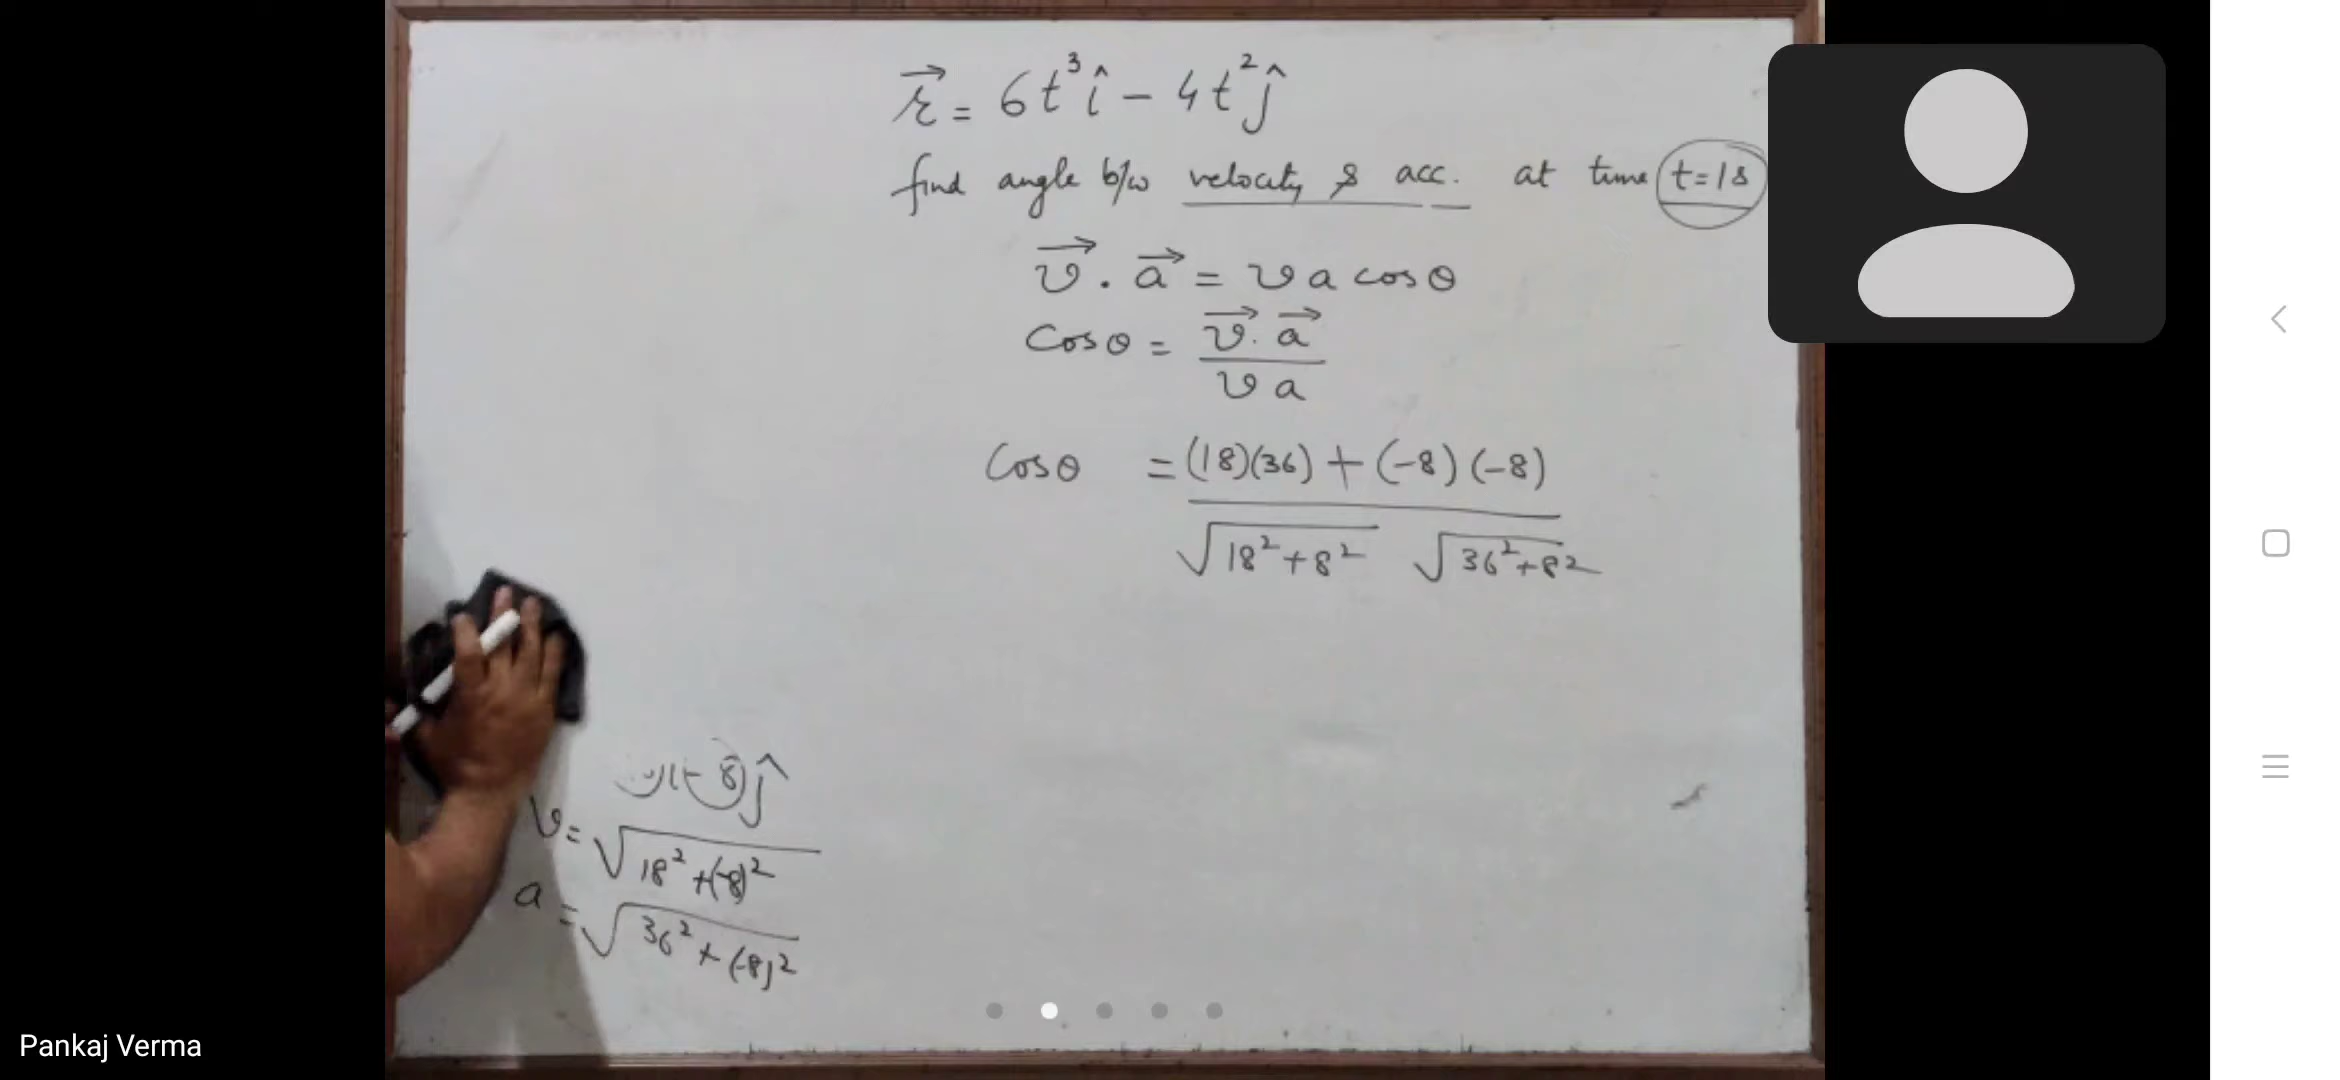 r⃗ = 6t³î - 4t²ĵ
find angle b/w velocity & acc. at time t=1s
v⃗ . a⃗ = v a cosθ
Cosθ = v⃗ . a⃗ / v a
Cosθ = (18)(36) + (-8)(-8) / √18²+8² √36²+8²
(-8)ĵ
v = √18²+(-8)²
a = √36²+(-8)²
Pankaj Verma